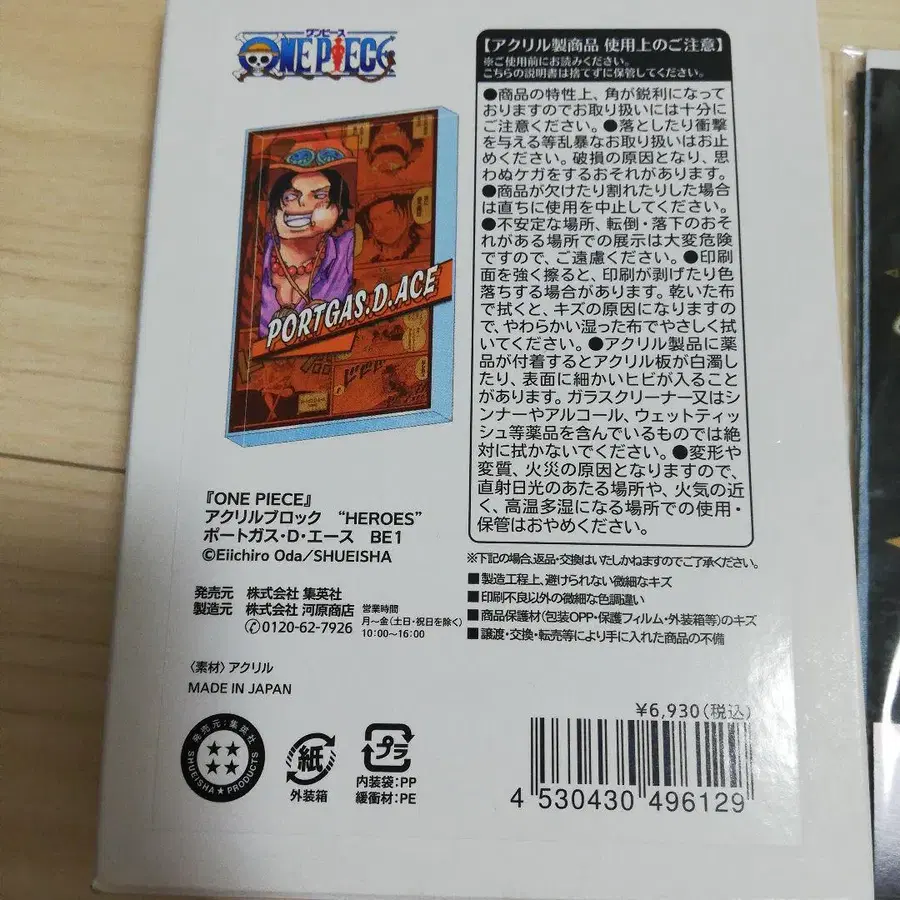 ワンピース
ONE PIECE
PORTGAS.D.ACE
『ONE PIECE』
アクリルブロック “HEROES”
ポートガス・D・エース BE1
©Eiichiro Oda/SHUEISHA
発売元 株式会社 集英社
製造元 株式会社 河原商店
0120-62-7926
営業時間
月~金(土日・祝日を除く)
10:00~16:00
〈素材〉アクリル
MADE IN JAPAN
発売元:集英社
SHUEISHA★PRODUCTS
紙
外装箱
プラ
内装袋:PP
緩衝材:PE
【アクリル製商品 使用上のご注意】
※ご使用前にお読みください。
こちらの説明書は捨てずに保管してください。
●商品の特性上、角が鋭利になって
おりますのでお取り扱いには十分に
ご注意ください。●落としたり衝撃
を与える等乱暴なお取り扱いはお止
めください。破損の原因となり、思
わぬケガをするおそれがあります。
●商品が欠けたり割れたりした場合
は直ちに使用を中止してください。
●不安定な場所、転倒・落下のおそ
れがある場所での展示は大変危険
ですので、ご遠慮ください。●印刷
面を強く擦ると、印刷が剥げたり色
落ちする場合があります。乾いた布
で拭くと、キズの原因になりますの
で、やわらかい湿った布でやさしく拭
いてください。●アクリル製品に薬
品が付着するとアクリル板が白濁し
たり、表面に細かいヒビが入ること
があります。ガラスクリーナー又はシ
ンナーやアルコール、ウェットティッ
シュ等薬品を含んでいるものでは絶
対に拭かないでください。●変形や
変質、火災の原因となりますので、
直射日光のあたる場所や、火気の近
く、高温多湿になる場所での使用・
保管はおやめください。
※下記の場合、返品・交換はいたしかねますのでご了承ください。
■製造工程上、避けられない微細なキズ
■印刷不良以外の微細な色調違い
■商品保護材(包装OPP・保護フィルム・外装箱等)のキズ
■譲渡・交換・転売等により手に入れた商品の不備
¥6,930(税込)
4 530430 496129